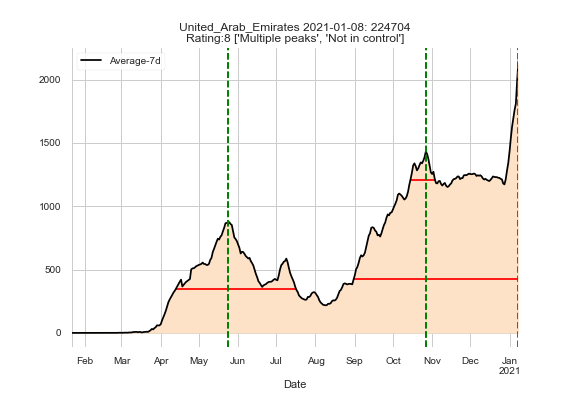 United_Arab_Emirates 2021-01-08: 224704
Rating:8 ['Multiple peaks', 'Not in control']
Average-7d
2000
1500
1000
500
0
Feb Mar Apr May Jun Jul Aug Sep Oct Nov Dec Jan
2021
Date